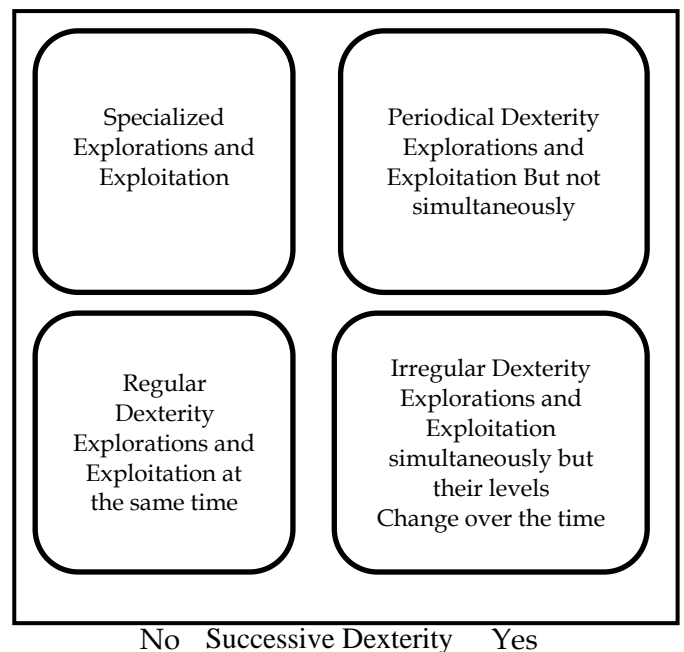 Specialized
Explorations and
Exploitation
Periodical Dexterity
Explorations and
Exploitation But not
simultaneously
Regular
Dexterity
Explorations and
Exploitation at
the same time
Irregular Dexterity
Explorations and
Exploitation
simultaneously but
their levels
Change over the time
No Successive Dexterity Yes